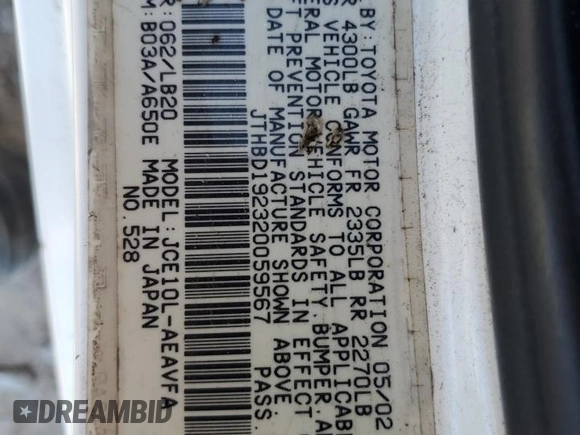 BY:TOYOTA MOTOR CORPORATION 05/02
4300LB GAWR FR 2335LB RR 2270LB
VEHICLE CONFORMS TO ALL APPLICAB
ERAL MOTOR VEHICLE SAFETY,BUMPER,A
FT PREVENTION STANDARDS IN EFFECT
DATE OF MANUFACTURE SHOWN ABOVE.
JTHBD192320059567 PASS.
R:062/LB20 MODEL:JCE10L-AEAVFA
M:B03A/A650E MADE IN JAPAN
NO.528
DREAMBID